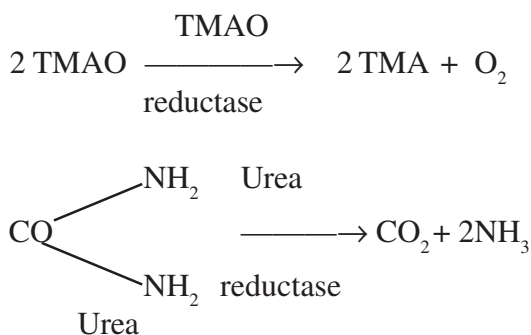 TMAO
2 TMAO ———→ 2 TMA + O₂
reductase
NH₂ Urea
CO ———→ CO₂ + 2NH₃
NH₂ reductase
Urea